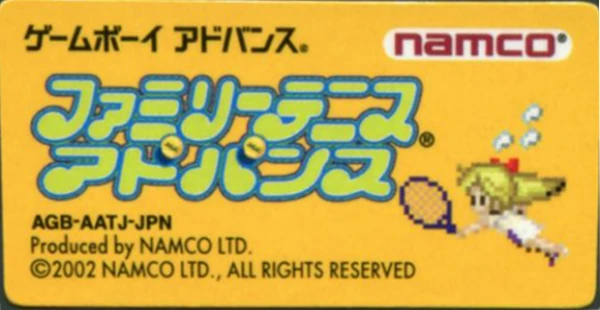 ゲームボーイ アドバンス®
namco®
ファミリーテニス
アドバンス®
AGB-AATJ-JPN
Produced by NAMCO LTD.
©2002 NAMCO LTD., ALL RIGHTS RESERVED